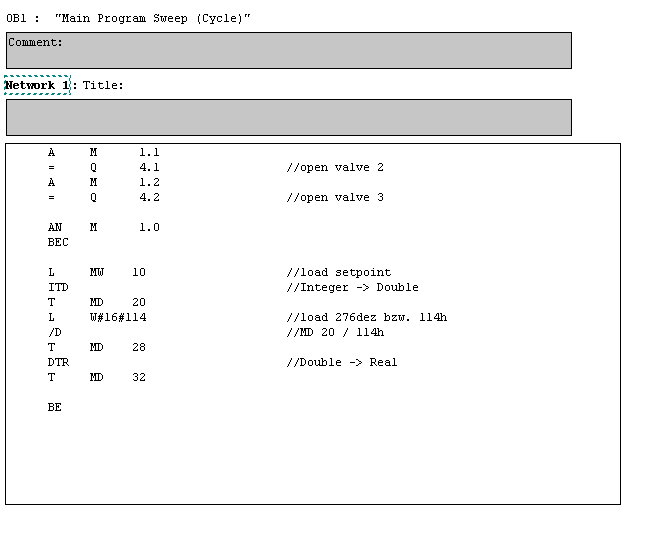 OB1 : "Main Program Sweep (Cycle)"
Comment:
Network 1: Title:
A M 1.1
= Q 4.1 //open valve 2
A M 1.2
= Q 4.2 //open valve 3
AN M 1.0
BEC
L MW 10 //load setpoint
ITD //Integer -> Double
T MD 20
L W#16#114 //load 276dez bzw. 114h
/D //MD 20 / 114h
T MD 28
DTR //Double -> Real
T MD 32
BE